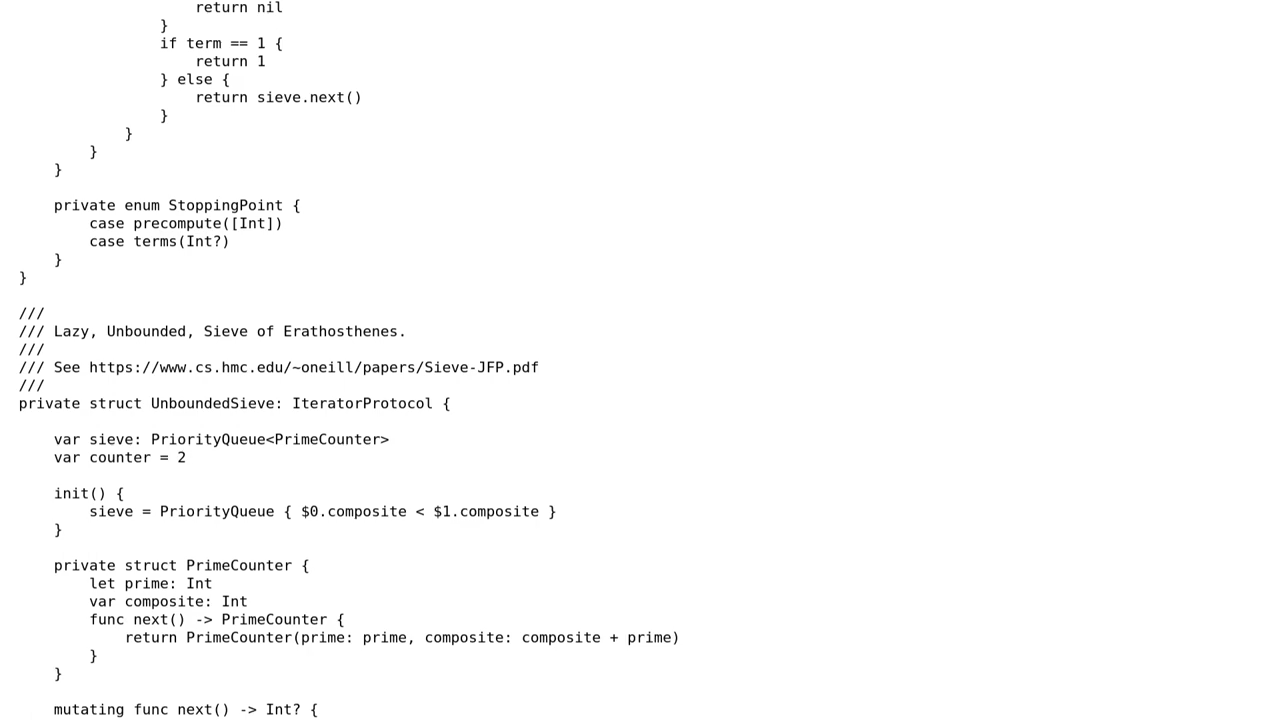 return nil
                }
                if term == 1 {
                    return 1
                } else {
                    return sieve.next()
                }
            }
        }
    }

    private enum StoppingPoint {
        case precompute([Int])
        case terms(Int?)
    }
}

///
/// Lazy, Unbounded, Sieve of Erathosthenes.
///
/// See https://www.cs.hmc.edu/~oneill/papers/Sieve-JFP.pdf
///
private struct UnboundedSieve: IteratorProtocol {

    var sieve: PriorityQueue<PrimeCounter>
    var counter = 2

    init() {
        sieve = PriorityQueue { $0.composite < $1.composite }
    }

    private struct PrimeCounter {
        let prime: Int
        var composite: Int
        func next() -> PrimeCounter {
            return PrimeCounter(prime: prime, composite: composite + prime)
        }
    }

    mutating func next() -> Int? {